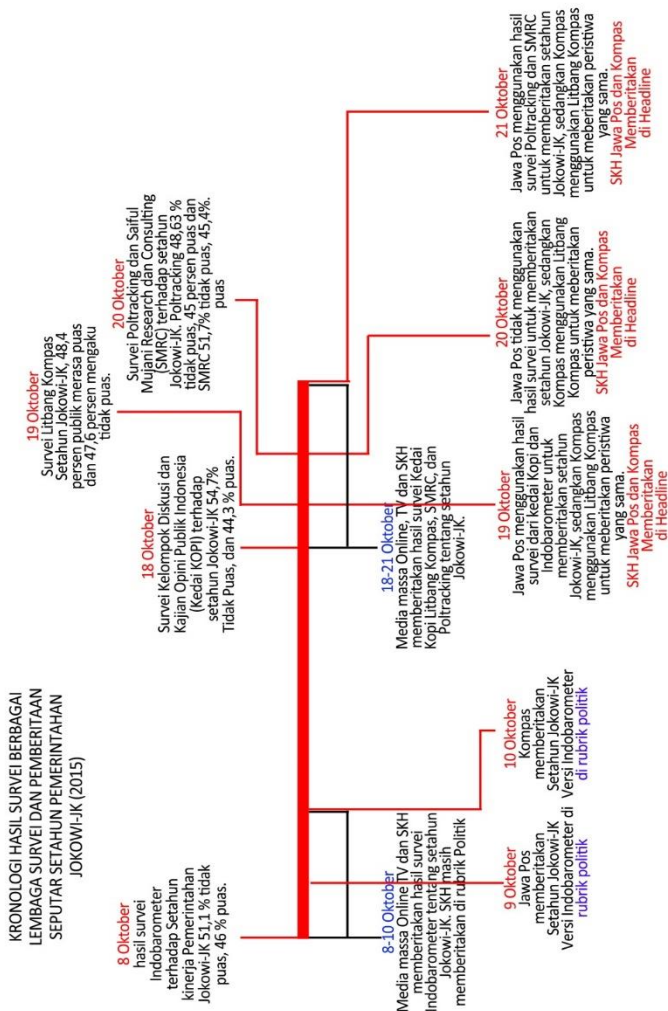 KRONOLOGI HASIL SURVEI BERBAGAI
LEMBAGA SURVEI DAN PEMBERITAAN
SEPUTAR SETAHUN PEMERINTAHAN
JOKOWI-JK (2015)
8 Oktober
hasil survei
Indobarometer
terhadap Setahun
kinerja Pemerintahan
Jokowi-JK 51,1 % tidak
puas, 46 % puas.
18 Oktober
Survei Kelompok Diskusi dan
Kajian Opini Publik Indonesia
(Kedai KOPI) terhadap
setahun Jokowi-JK 54,7%
Tidak Puas, dan 44,3 % puas.
19 Oktober
Survei Litbang Kompas
Setahun Jokowi-JK, 48,4
persen publik merasa puas
dan 47,6 persen mengaku
tidak puas.
20 Oktober
Survei Poltracking dan Saiful
Mujani Research dan Consulting
(SMRC) terhadap setahun
Jokowi-JK. Poltracking 48,63 %
tidak puas, 45 persen puas dan
SMRC 51,7% tidak puas, 45,4%.
puas
8-10 Oktober
Media massa Online TV dan SKH
memberitakan hasil survei
Indobarometer tentang setahun
Jokowi-JK. SKH masih
memberitakan di rubrik Politik
18-21 Oktober
Media massa Online, TV dan SKH
memberitakan hasil survei Kedai
Kopi Litbang Kompas, SMRC, dan
Poltracking tentang setahun
Jokowi-JK.
9 Oktober
Jawa Pos
memberitakan
Setahun Jokowi-JK
Versi Indobarometer di
rubrik politik
10 Oktober
Kompas
memberitakan
Setahun Jokowi-JK
Versi Indobarometer
di rubrik politik
19 Oktober
Jawa Pos menggunakan hasil
survei dari Kedai Kopi dan
Indobarometer untuk
memberitakan setahun
Jokowi-JK, sedangkan Kompas
menggunakan Litbang Kompas
untuk meberitakan peristiwa
yang sama.
SKH Jawa Pos dan Kompas
Memberitakan
di Headline
20 Oktober
Jawa Pos tidak menggunakan
hasil survei untuk memberitakan
setahun Jokowi-JK, sedangkan
Kompas menggunakan Litbang
Kompas untuk meberitakan
peristiwa yang sama.
SKH Jawa Pos dan Kompas
Memberitakan
di Headline
21 Oktober
Jawa Pos menggunakan hasil
survei Poltracking dan SMRC
untuk memberitakan setahun
Jokowi-JK, sedangkan Kompas
menggunakan Litbang Kompas
untuk meberitakan peristiwa
yang sama.
SKH Jawa Pos dan Kompas
Memberitakan
di Headline